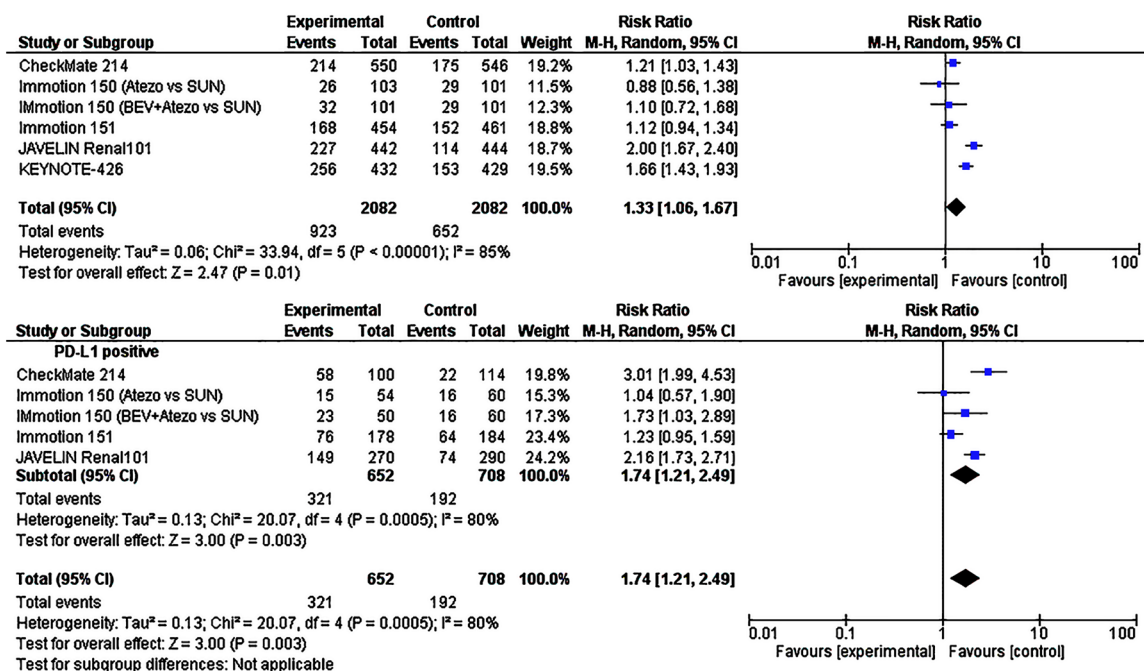 Experimental Control Risk Ratio Risk Ratio
Study or Subgroup Events Total Events Total Weight M-H, Random, 95% CI M-H, Random, 95% CI
CheckMate 214 214 550 175 546 19.2% 1.21 [1.03, 1.43]
Immotion 150 (Atezo vs SUN) 26 103 29 101 11.5% 0.88 [0.56, 1.38]
IMmotion 150 (BEV+Atezo vs SUN) 32 101 29 101 12.3% 1.10 [0.72, 1.68]
Immotion 151 168 454 152 461 18.8% 1.12 [0.94, 1.34]
JAVELIN Renal101 227 442 114 444 18.7% 2.00 [1.67, 2.40]
KEYNOTE-426 256 432 153 429 19.5% 1.66 [1.43, 1.93]
Total (95% CI) 2082 2082 100.0% 1.33 [1.06, 1.67]
Total events 923 652
Heterogeneity: Tau² = 0.06; Chi² = 33.94, df = 5 (P < 0.00001); I² = 85%
Test for overall effect: Z = 2.47 (P = 0.01)
0.01 0.1 1 10 100
Favours [experimental] Favours [control]
Experimental Control Risk Ratio Risk Ratio
Study or Subgroup Events Total Events Total Weight M-H, Random, 95% CI M-H, Random, 95% CI
PD-L1 positive
CheckMate 214 58 100 22 114 19.8% 3.01 [1.99, 4.53]
Immotion 150 (Atezo vs SUN) 15 54 16 60 15.3% 1.04 [0.57, 1.90]
IMmotion 150 (BEV+Atezo vs SUN) 23 50 16 60 17.3% 1.73 [1.03, 2.89]
Immotion 151 76 178 64 184 23.4% 1.23 [0.95, 1.59]
JAVELIN Renal101 149 270 74 290 24.2% 2.16 [1.73, 2.71]
Subtotal (95% CI) 652 708 100.0% 1.74 [1.21, 2.49]
Total events 321 192
Heterogeneity: Tau² = 0.13; Chi² = 20.07, df = 4 (P = 0.0005); I² = 80%
Test for overall effect: Z = 3.00 (P = 0.003)
Total (95% CI) 652 708 100.0% 1.74 [1.21, 2.49]
Total events 321 192
Heterogeneity: Tau² = 0.13; Chi² = 20.07, df = 4 (P = 0.0005); I² = 80%
Test for overall effect: Z = 3.00 (P = 0.003)
Test for subgroup differences: Not applicable
0.01 0.1 1 10 100
Favours [experimental] Favours [control]